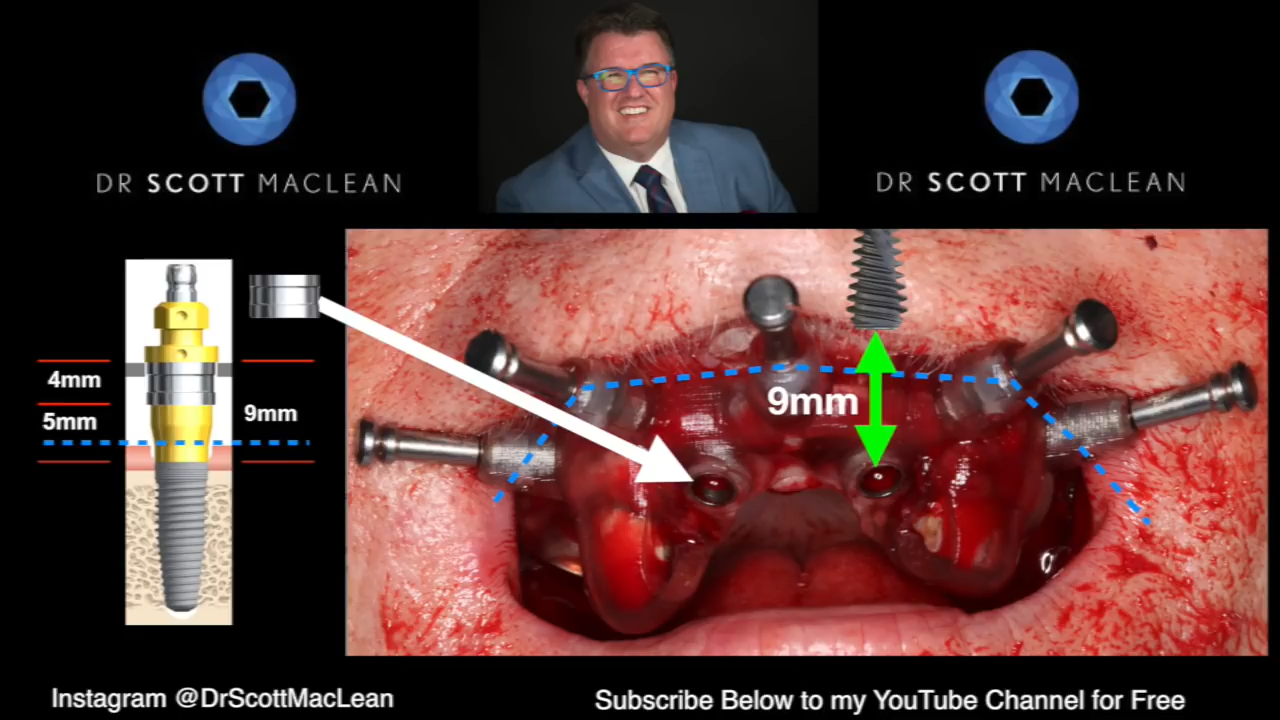 DR SCOTT MACLEAN
DR SCOTT MACLEAN
4mm
5mm
9mm
9mm
Instagram @DrScottMacLean
Subscribe Below to my YouTube Channel for Free